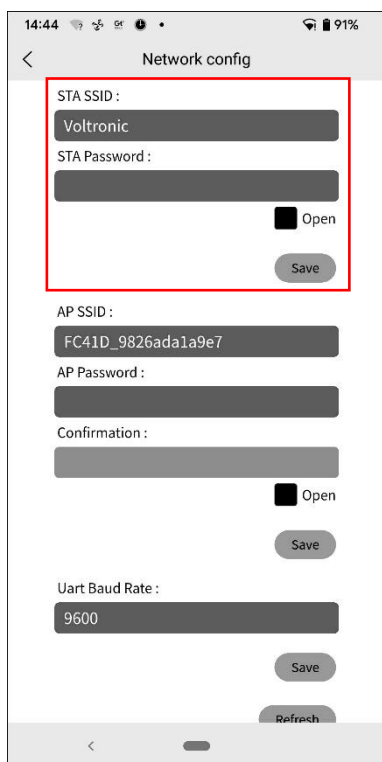 14:44 91%
Network config
STA SSID :
Voltronic
STA Password :
Open
Save
AP SSID :
FC41D_9826ada1a9e7
AP Password :
Confirmation :
Open
Save
Uart Baud Rate :
9600
Save
Refresh